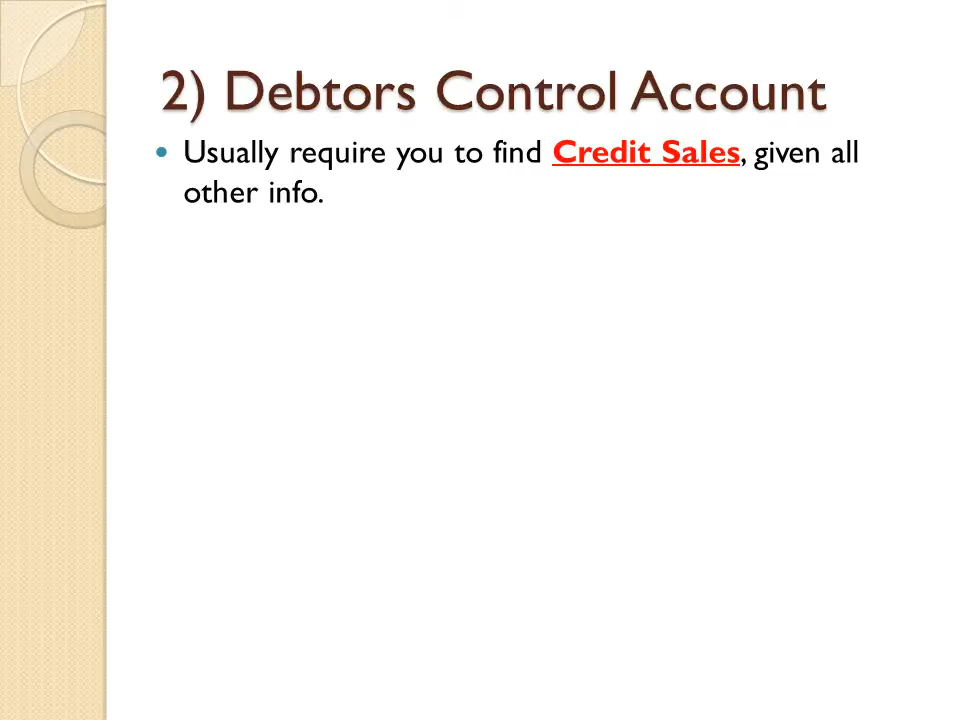 2) Debtors Control Account
• Usually require you to find Credit Sales, given all
other info.